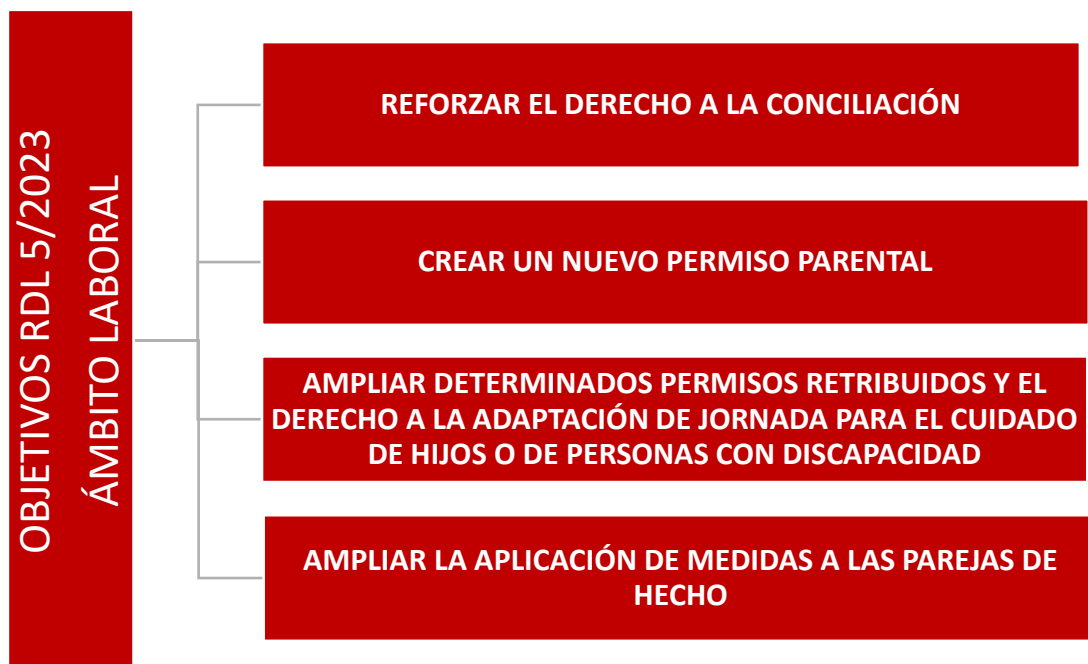 OBJETIVOS RDL 5/2023
ÁMBITO LABORAL
REFORZAR EL DERECHO A LA CONCILIACIÓN
CREAR UN NUEVO PERMISO PARENTAL
AMPLIAR DETERMINADOS PERMISOS RETRIBUIDOS Y EL
DERECHO A LA ADAPTACIÓN DE JORNADA PARA EL CUIDADO
DE HIJOS O DE PERSONAS CON DISCAPACIDAD
AMPLIAR LA APLICACIÓN DE MEDIDAS A LAS PAREJAS DE
HECHO